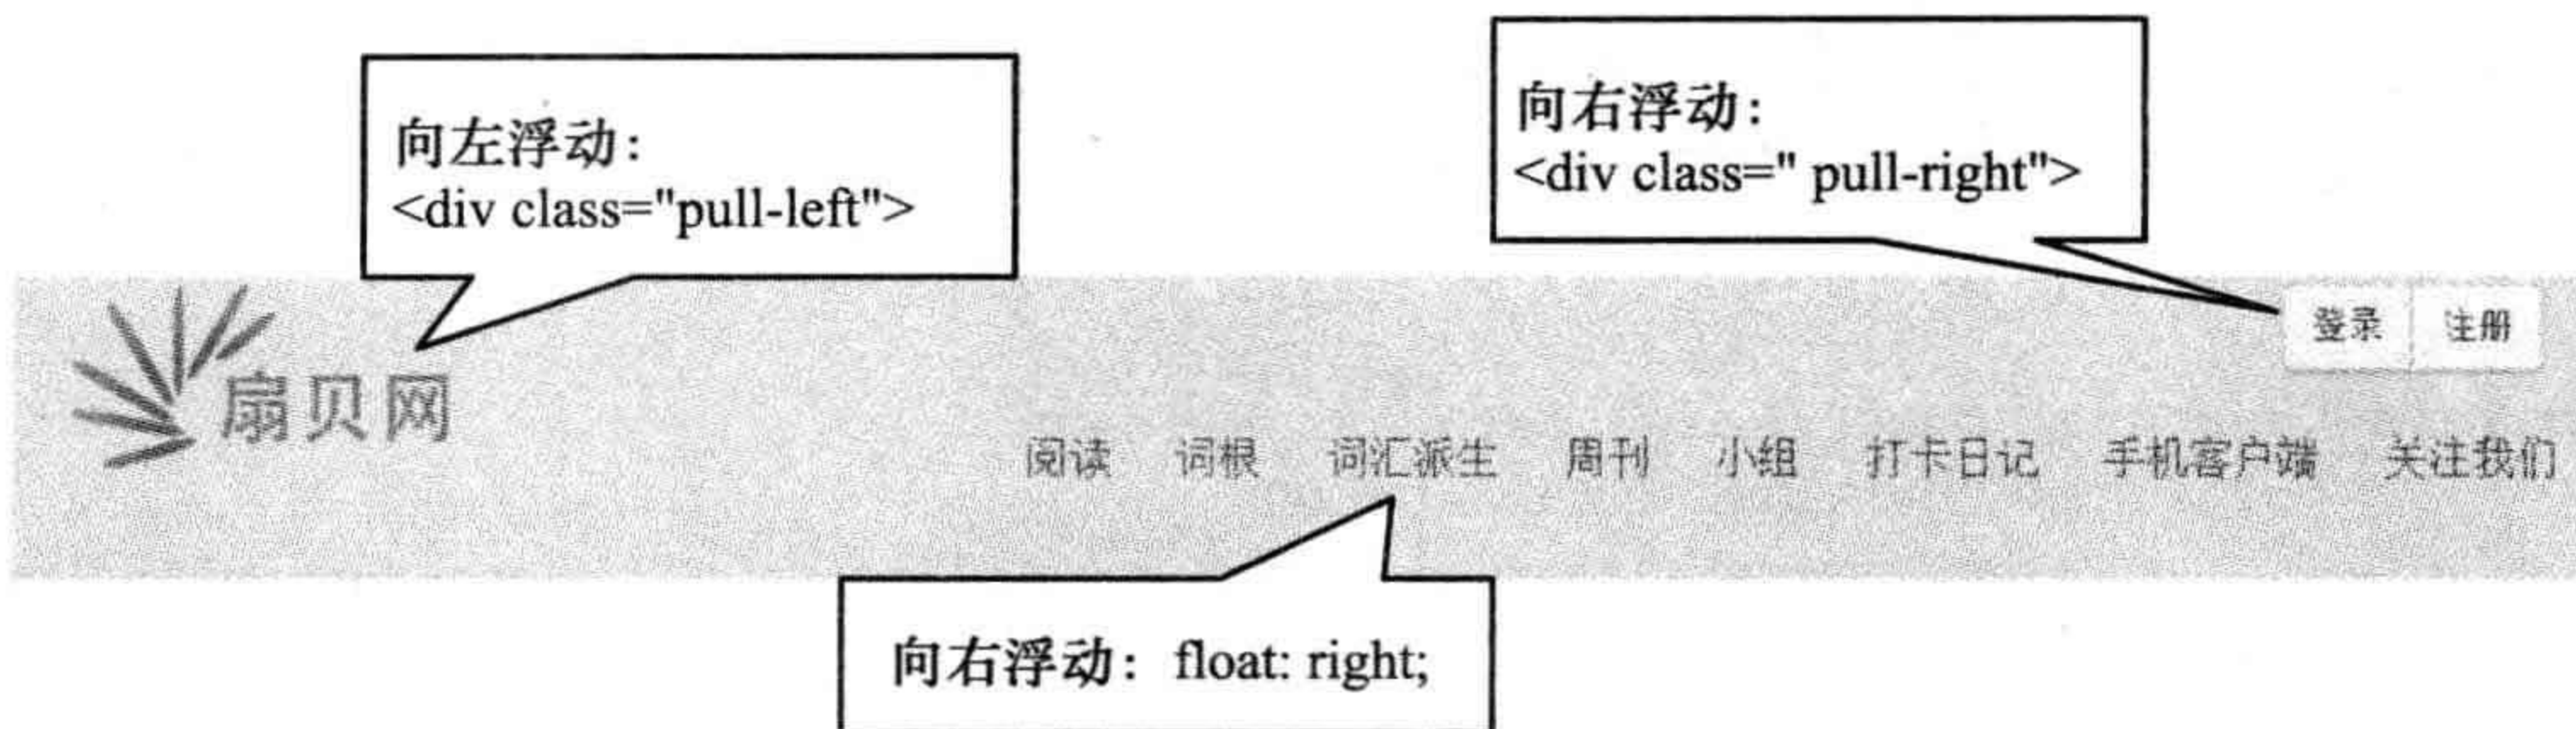 向左浮动：
<div class="pull-left">
向右浮动：
<div class=" pull-right">
登录 注册
扇贝网
阅读 词根 词汇派生 周刊 小组 打卡日记 手机客户端 关注我们
向右浮动：float: right;